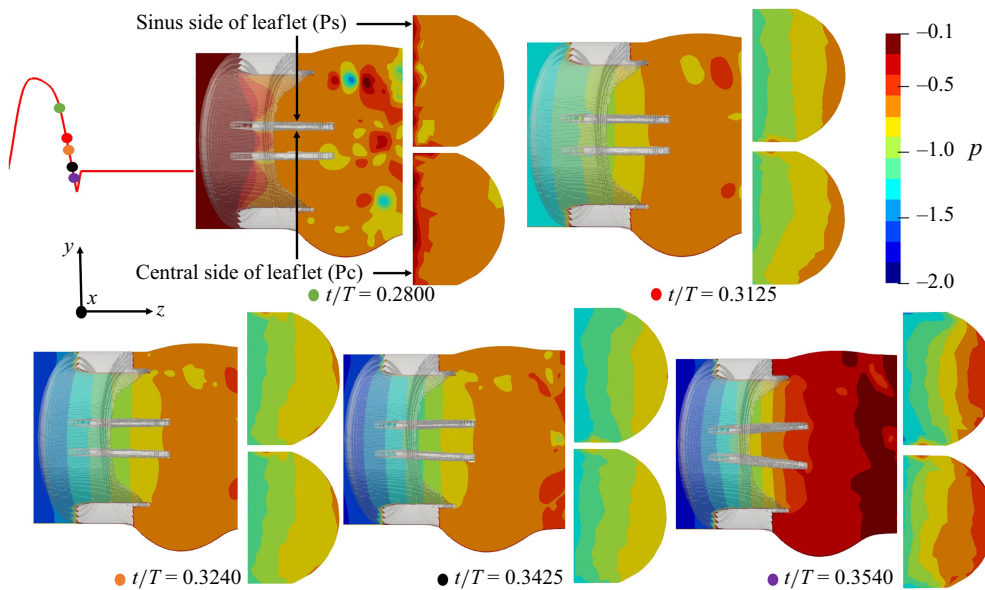 Sinus side of leaflet (Ps)
–0.1
–0.5
–1.0
p
–1.5
–2.0
y
x
z
Central side of leaflet (Pc)
t/T = 0.2800
t/T = 0.3125
t/T = 0.3240
t/T = 0.3425
t/T = 0.3540